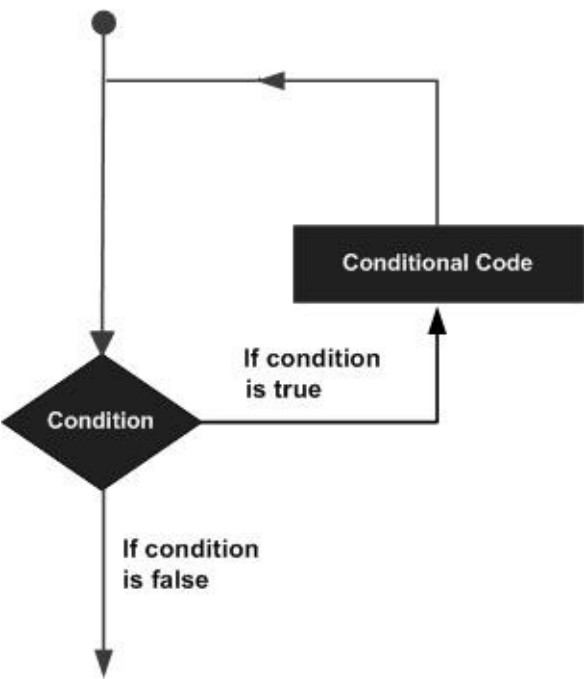 Conditional Code
If condition
is true
Condition
If condition
is false